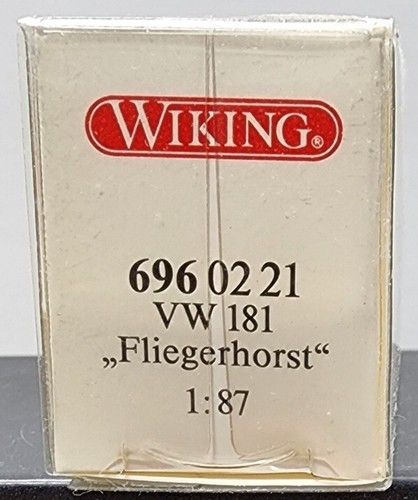 WIKING®
696 02 21
VW 181
„Fliegerhorst“
1:87